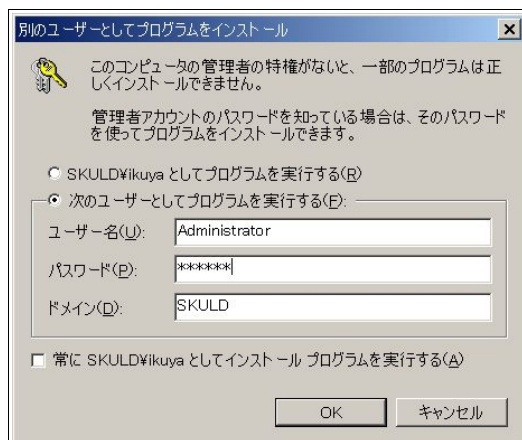 別のユーザーとしてプログラムをインストール
このコンピュータの管理者の特権がないと、一部のプログラムは正
しくインストールできません。
管理者アカウントのパスワードを知っている場合は、そのパスワード
を使ってプログラムをインストールできます。
SKULD¥ikuya としてプログラムを実行する(R)
次のユーザーとしてプログラムを実行する(F):
ユーザー名(U): Administrator
パスワード(P): ******
ドメイン(D): SKULD
常に SKULD¥ikuya としてインストール プログラムを実行する(A)
OK キャンセル